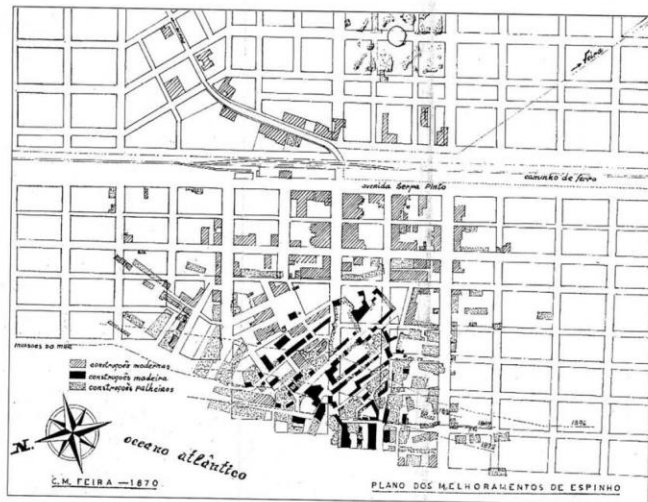 feira
caminho de ferro
avenida Serpa Pinto
construções modernas
construções madeira
construções palheiros
N.
oceano atlântico
1896
C.M. FEIRA — 1870
PLANO DOS MELHORAMENTOS DE ESPINHO